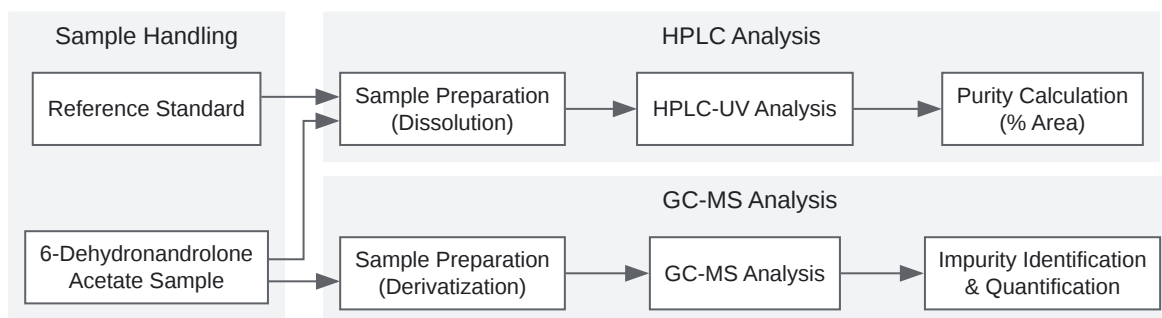 Sample Handling
Reference Standard
6-Dehydronandrolone
Acetate Sample
HPLC Analysis
Sample Preparation
(Dissolution)
HPLC-UV Analysis
Purity Calculation
(% Area)
GC-MS Analysis
Sample Preparation
(Derivatization)
GC-MS Analysis
Impurity Identification
& Quantification